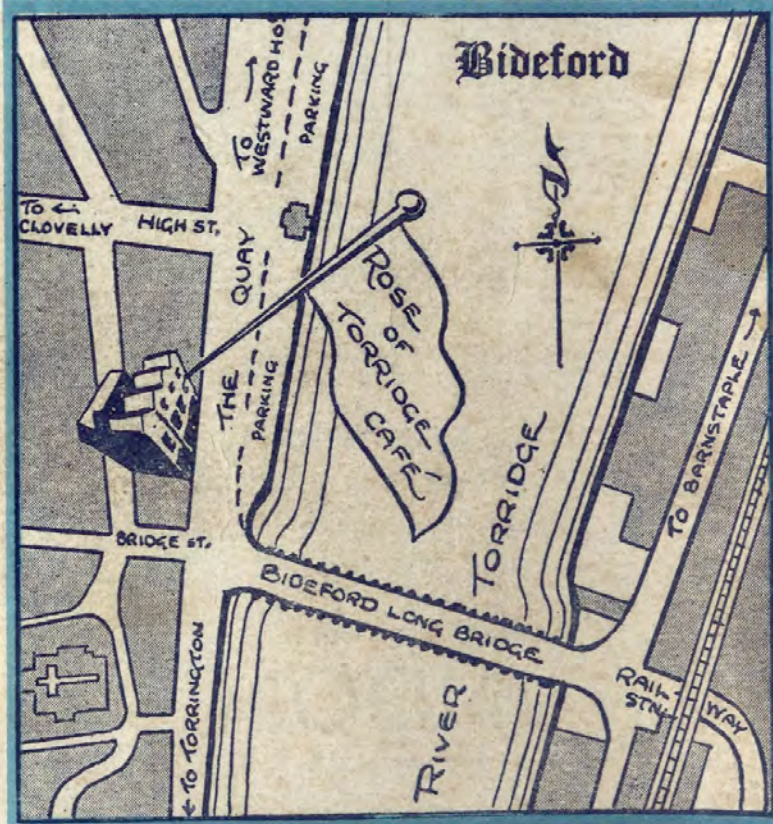 Bideford
TO →
WESTWARD HO
PARKING
TO ←
CLOVELLY
HIGH ST.
THE QUAY
PARKING
ROSE
OF
TORRIDGE
CAFÉ
N
TO BARNSTAPLE →
BRIDGE ST.
BIDEFORD LONG BRIDGE
RIVER TORRIDGE
RAIL-WAY
STN.
← TO TORRINGTON